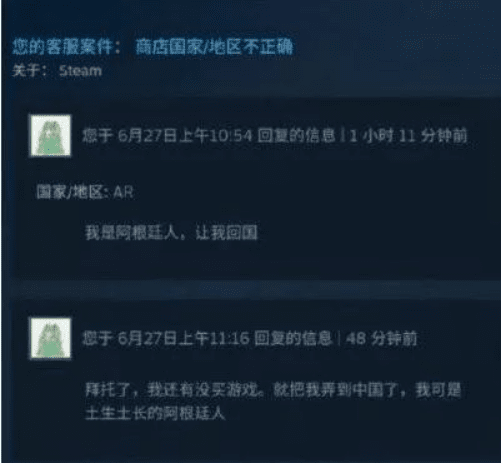 您的客服案件： 商店国家/地区不正确
关于： Steam
您于 6月27日上午10:54 回复的信息 | 1 小时 11 分钟前
国家/地区: AR
我是阿根廷人，让我回国
您于 6月27日上午11:16 回复的信息 | 48 分钟前
拜托了，我还有没买游戏。就把我弄到中国了，我可是
土生土长的阿根廷人